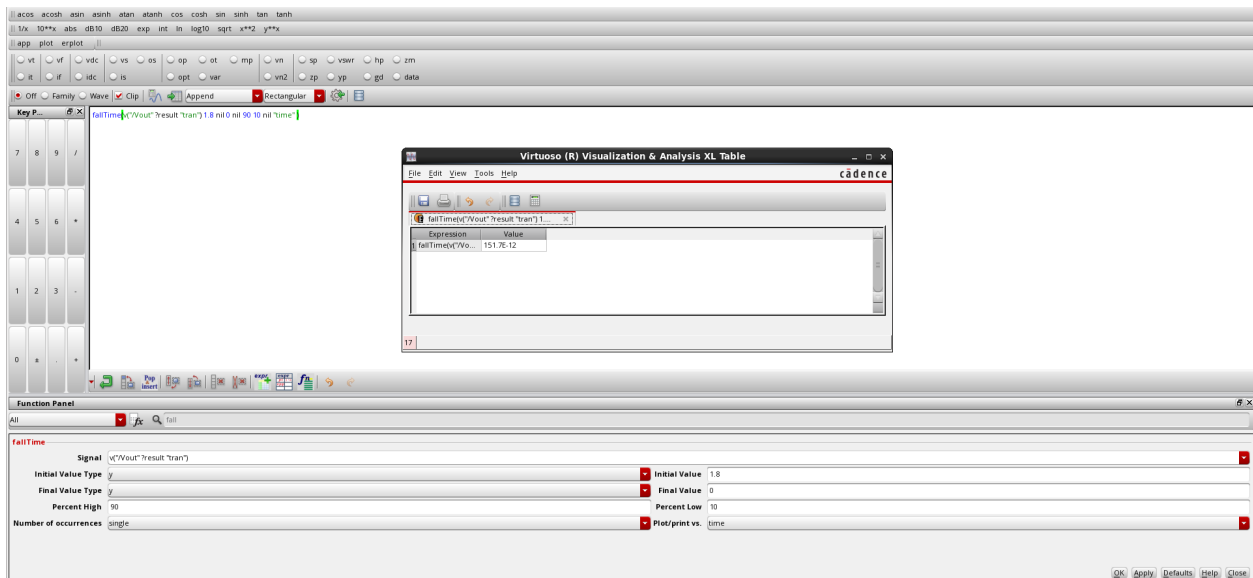 acos acosh asin asinh atan atanh cos cosh sin sinh tan tanh
1/x 10**x abs dB10 dB20 exp int ln log10 sqrt x**2 y**x
app plot erplot
vt vf vdc vs os op ot mp vn sp vswr hp zm
it if idc is opt var vn2 zp yp gd data
Off Family Wave Clip Append Rectangular
Key P...
fallTime(v("/Vout" ?result "tran") 1.8 nil 0 nil 90 10 nil "time")
7 8 9 /
4 5 6 *
1 2 3 -
0 ± . +
Virtuoso (R) Visualization & Analysis XL Table
File Edit View Tools Help
cādence
fallTime(v("/Vout" ?result "tran") 1....
Expression Value
1 fallTime(v("/Vo... 151.7E-12
17
Pop
insert
expr
fn
Function Panel
All fx fall
fallTime
Signal v("/Vout" ?result "tran")
Initial Value Type y Initial Value 1.8
Final Value Type y Final Value 0
Percent High 90 Percent Low 10
Number of occurrences single Plot/print vs. time
OK Apply Defaults Help Close